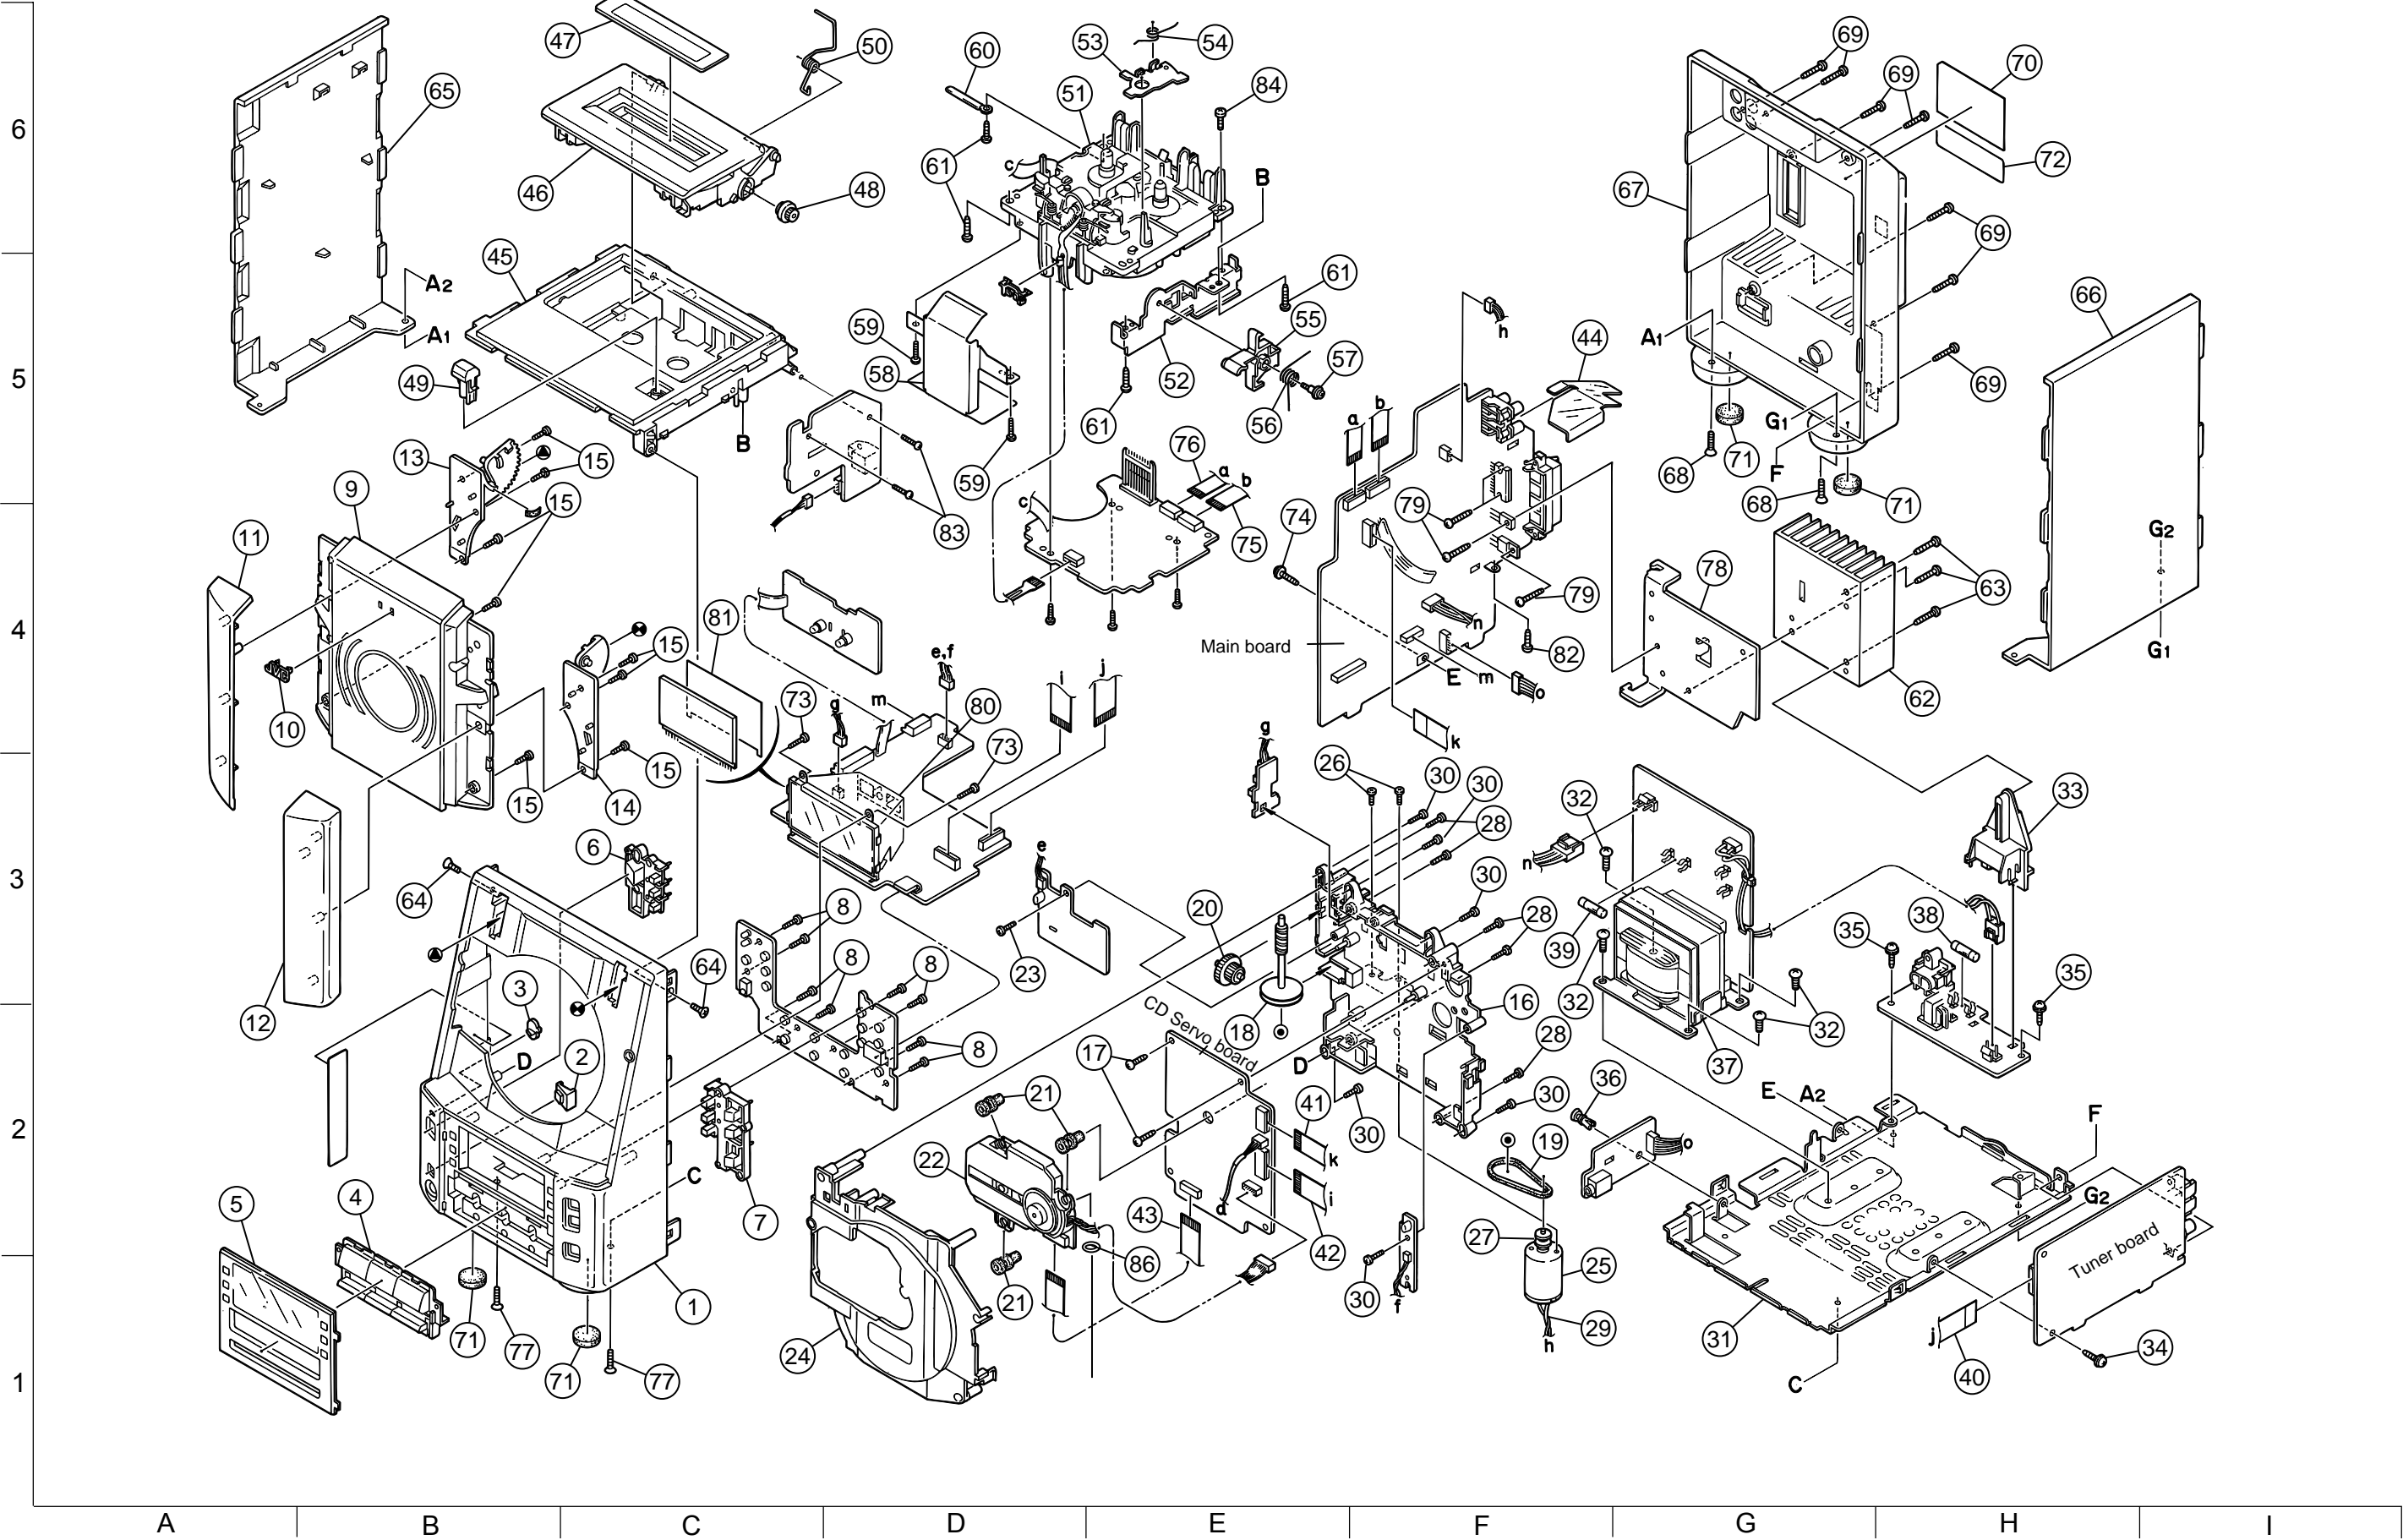 6
5
4
3
2
1
A
B
C
D
E
F
G
H
I
47
50
60
53
54
69
70
65
51
84
69
c
46
48
61
B
67
72
45
A2
A1
61
69
66
h
59
55
A1
44
49
58
52
57
G1
69
B
61
56
a
b
F
13
15
59
76
a
b
68
71
9
15
c
83
74
79
68
71
11
75
G2
78
63
81
n
79
4
e,f
i
j
Main board
82
G1
10
15
73
g
m
80
E
m
o
62
15
14
15
73
g
k
26
30
30
32
33
6
e
28
n
64
8
20
30
39
38
35
12
3
8
8
64
23
18
28
16
32
32
35
D
2
8
CD Servo board
17
D
28
37
36
E
A2
F
21
41
30
30
19
o
22
k
5
4
C
7
43
d
i
42
27
G2
Tuner board
86
30
f
25
1
21
31
j
71
77
24
29
h
34
71
77
C
40